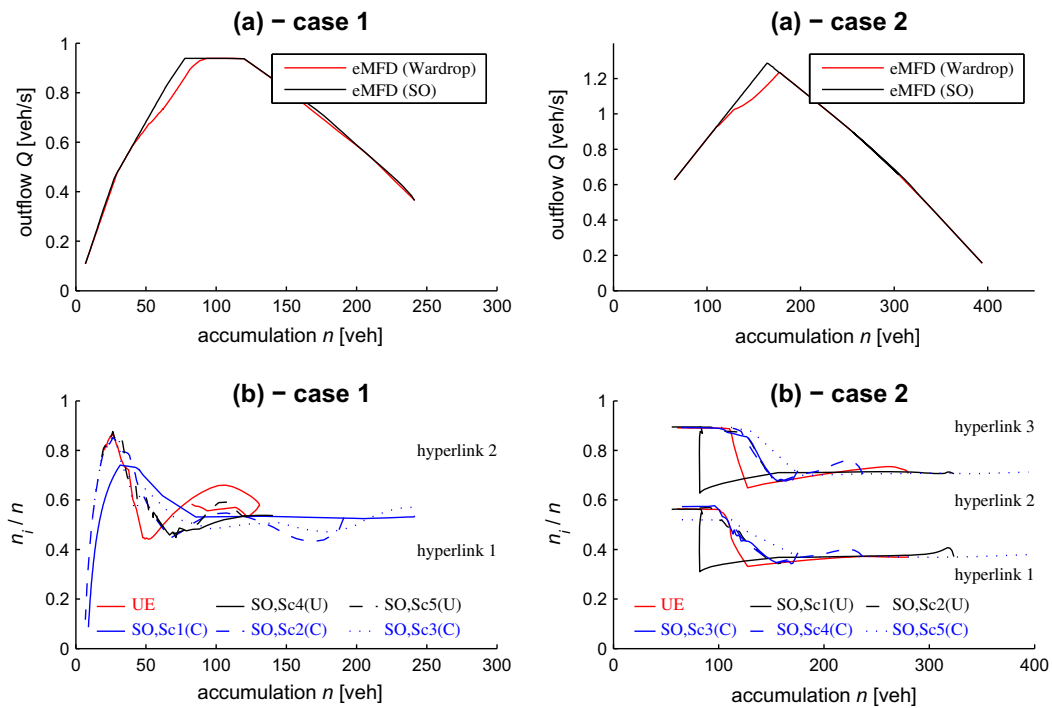 (a) − case 1
1
0.8
0.6
0.4
0.2
0
outflow Q [veh/s]
eMFD (Wardrop)
eMFD (SO)
0 50 100 150 200 250 300
accumulation n [veh]
(a) − case 2
1.2
1
0.8
0.6
0.4
0.2
0
outflow Q [veh/s]
eMFD (Wardrop)
eMFD (SO)
0 100 200 300 400
accumulation n [veh]
(b) − case 1
1
0.8
0.6
0.4
0.2
0
n_i / n
hyperlink 2
hyperlink 1
UE SO,Sc4(U) SO,Sc5(U)
SO,Sc1(C) SO,Sc2(C) SO,Sc3(C)
0 50 100 150 200 250 300
accumulation n [veh]
(b) − case 2
1
0.8
0.6
0.4
0.2
0
n_i / n
hyperlink 3
hyperlink 2
hyperlink 1
UE SO,Sc1(U) SO,Sc2(U)
SO,Sc3(C) SO,Sc4(C) SO,Sc5(C)
0 100 200 300 400
accumulation n [veh]